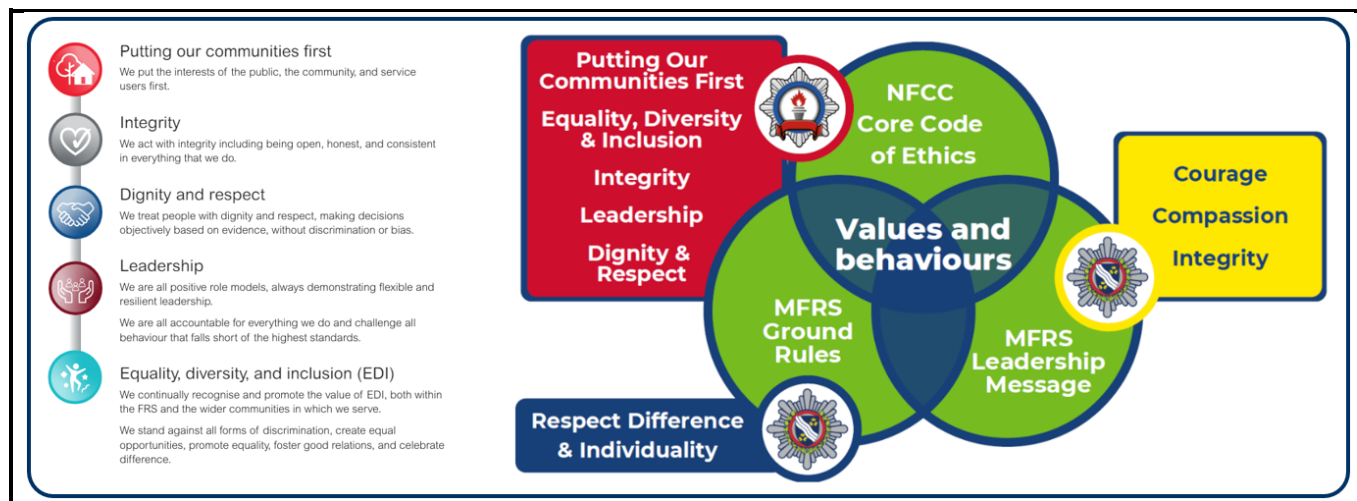 Putting our communities first
We put the interests of the public, the community, and service
users first.
Integrity
We act with integrity including being open, honest, and consistent
in everything that we do.
Dignity and respect
We treat people with dignity and respect, making decisions
objectively based on evidence, without discrimination or bias.
Leadership
We are all positive role models, always demonstrating flexible and
resilient leadership.
We are all accountable for everything we do and challenge all
behaviour that falls short of the highest standards.
Equality, diversity, and inclusion (EDI)
We continually recognise and promote the value of EDI, both within
the FRS and the wider communities in which we serve.
We stand against all forms of discrimination, create equal
opportunities, promote equality, foster good relations, and celebrate
difference.
Putting Our
Communities First
Equality, Diversity
& Inclusion
Integrity
Leadership
Dignity &
Respect
NFCC
Core Code
of Ethics
Values and
behaviours
MFRS
Ground
Rules
MFRS
Leadership
Message
Courage
Compassion
Integrity
Respect Difference
& Individuality